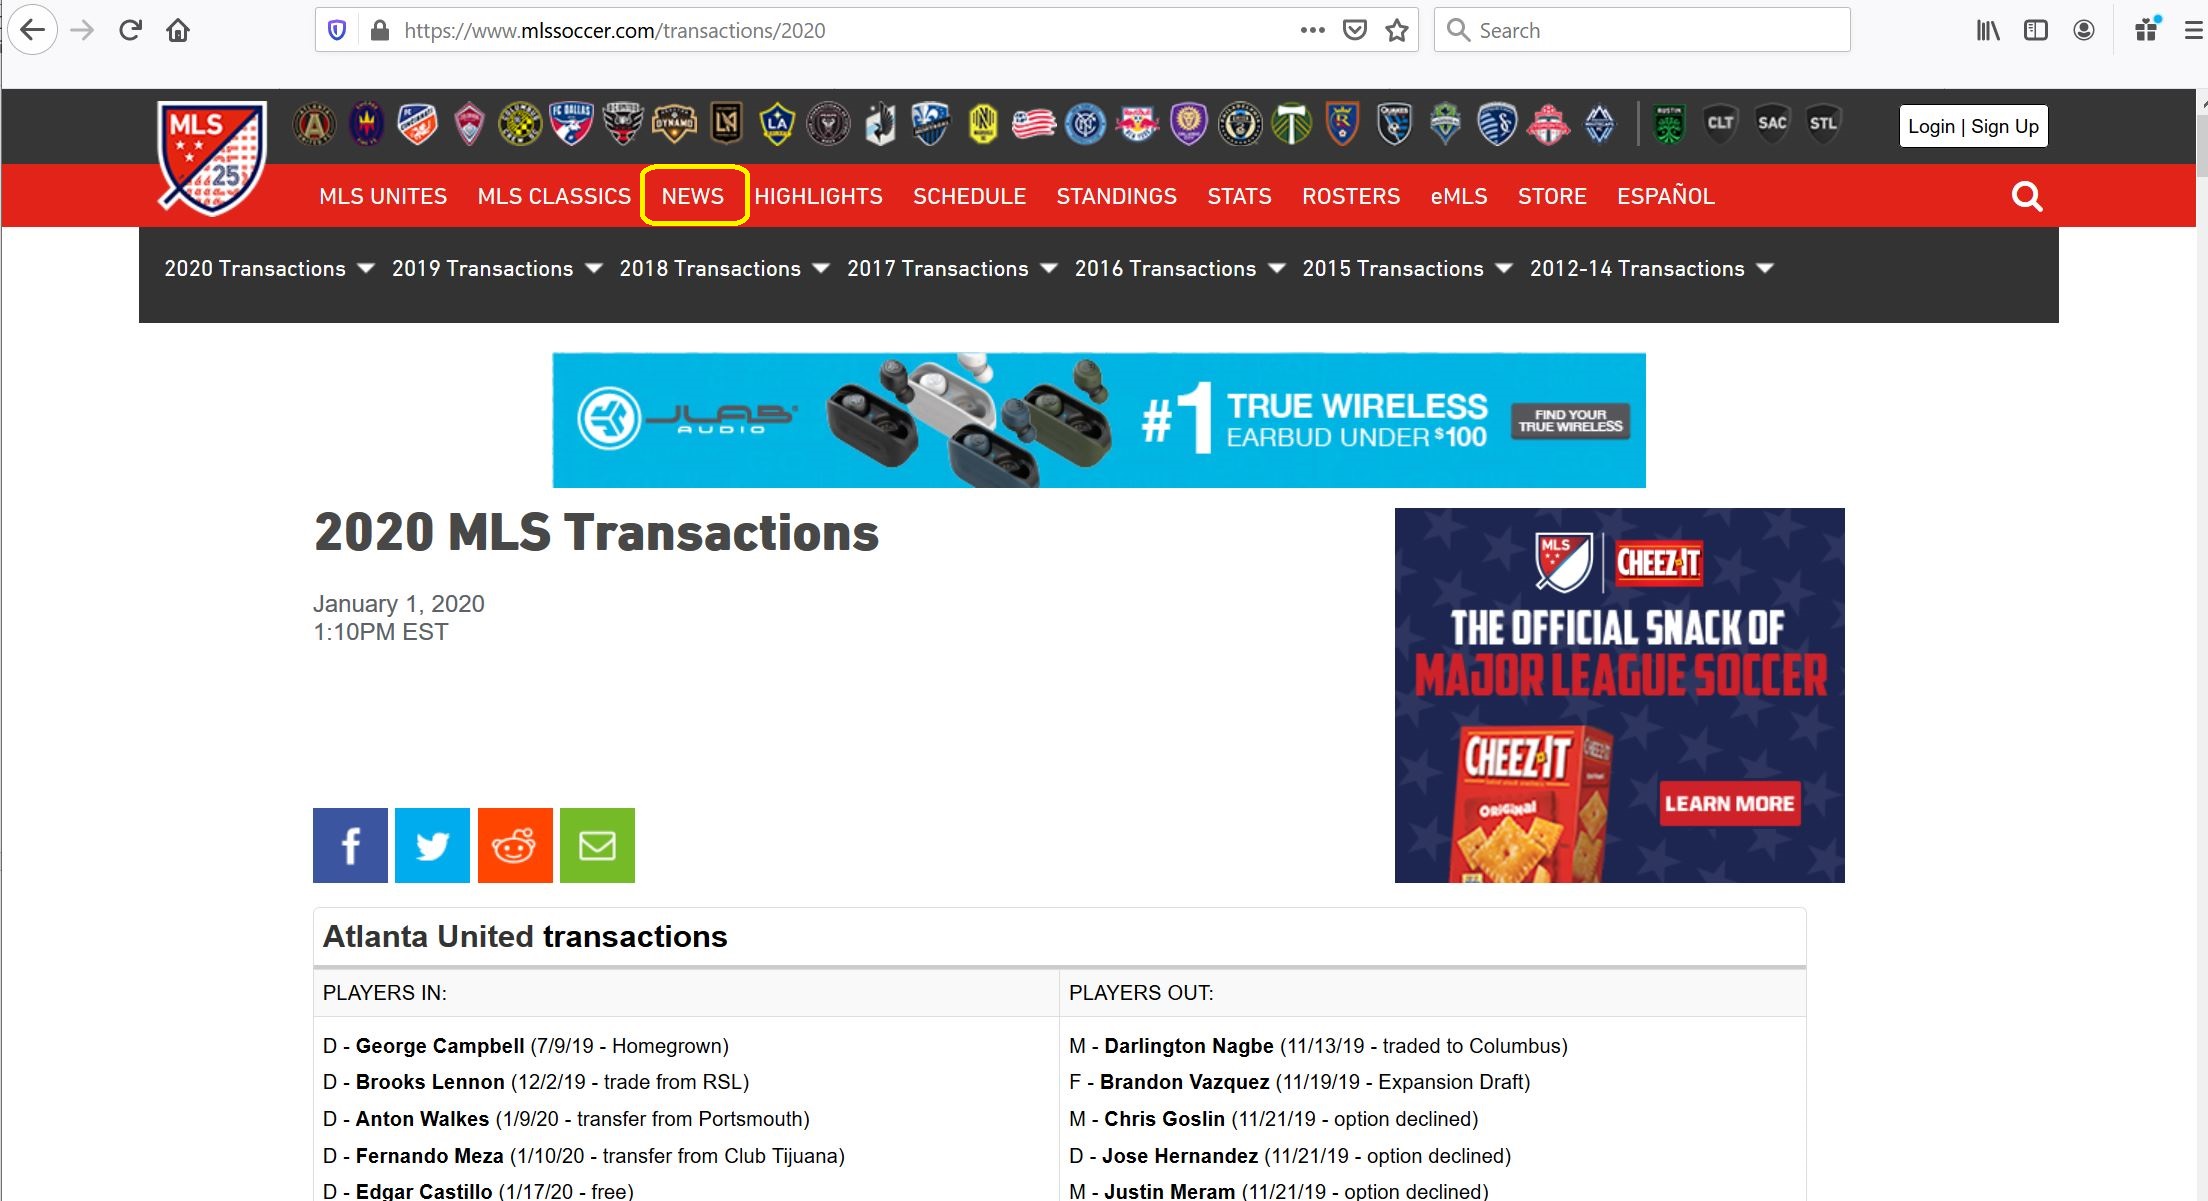 https://www.mlssoccer.com/transactions/2020
Search
MLS
25
FC DALLAS
DYNAMO
LA
CLT
SAC
STL
Login | Sign Up
MLS UNITES
MLS CLASSICS
NEWS
HIGHLIGHTS
SCHEDULE
STANDINGS
STATS
ROSTERS
eMLS
STORE
ESPAÑOL
2020 Transactions
2019 Transactions
2018 Transactions
2017 Transactions
2016 Transactions
2015 Transactions
2012-14 Transactions
JLAB
AUDIO
#1
TRUE WIRELESS
EARBUD UNDER $100
FIND YOUR
TRUE WIRELESS
2020 MLS Transactions
January 1, 2020
1:10PM EST
MLS
CHEEZ-IT
THE OFFICIAL SNACK OF
MAJOR LEAGUE SOCCER
CHEEZ-IT
ORIGINAL
LEARN MORE
Atlanta United transactions
PLAYERS IN:
PLAYERS OUT:
D - George Campbell (7/9/19 - Homegrown)
D - Brooks Lennon (12/2/19 - trade from RSL)
D - Anton Walkes (1/9/20 - transfer from Portsmouth)
D - Fernando Meza (1/10/20 - transfer from Club Tijuana)
D - Edgar Castillo (1/17/20 - free)
M - Darlington Nagbe (11/13/19 - traded to Columbus)
F - Brandon Vazquez (11/19/19 - Expansion Draft)
M - Chris Goslin (11/21/19 - option declined)
D - Jose Hernandez (11/21/19 - option declined)
M - Justin Meram (11/21/19 - option declined)